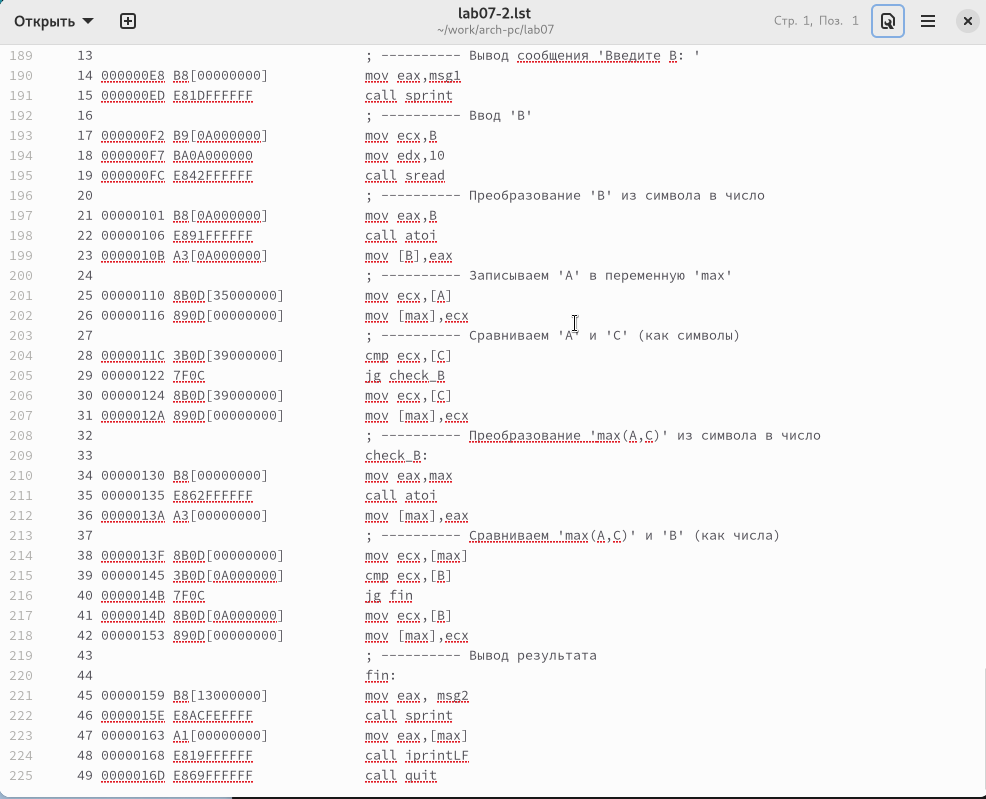 Открыть
lab07-2.lst
~/work/arch-pc/lab07
Стр. 1, Поз. 1
189 13 ; ---------- Вывод сообщения 'Введите B: '
190 14 000000E8 B8[00000000] mov eax,msg1
191 15 000000ED E81DFFFFFF call sprint
192 16 ; ---------- Ввод 'B'
193 17 000000F2 B9[0A000000] mov ecx,B
194 18 000000F7 BA0A000000 mov edx,10
195 19 000000FC E842FFFFFF call sread
196 20 ; ---------- Преобразование 'B' из символа в число
197 21 00000101 B8[0A000000] mov eax,B
198 22 00000106 E891FFFFFF call atoi
199 23 0000010B A3[0A000000] mov [B],eax
200 24 ; ---------- Записываем 'A' в переменную 'max'
201 25 00000110 8B0D[35000000] mov ecx,[A]
202 26 00000116 890D[00000000] mov [max],ecx
203 27 ; ---------- Сравниваем 'A' и 'C' (как символы)
204 28 0000011C 3B0D[39000000] cmp ecx,[C]
205 29 00000122 7F0C jg check_B
206 30 00000124 8B0D[39000000] mov ecx,[C]
207 31 0000012A 890D[00000000] mov [max],ecx
208 32 ; ---------- Преобразование 'max(A,C)' из символа в число
209 33 check_B:
210 34 00000130 B8[00000000] mov eax,max
211 35 00000135 E862FFFFFF call atoi
212 36 0000013A A3[00000000] mov [max],eax
213 37 ; ---------- Сравниваем 'max(A,C)' и 'B' (как числа)
214 38 0000013F 8B0D[00000000] mov ecx,[max]
215 39 00000145 3B0D[0A000000] cmp ecx,[B]
216 40 0000014B 7F0C jg fin
217 41 0000014D 8B0D[0A000000] mov ecx,[B]
218 42 00000153 890D[00000000] mov [max],ecx
219 43 ; ---------- Вывод результата
220 44 fin:
221 45 00000159 B8[13000000] mov eax, msg2
222 46 0000015E E8ACFEFFFF call sprint
223 47 00000163 A1[00000000] mov eax,[max]
224 48 00000168 E819FFFFFF call iprintLF
225 49 0000016D E869FFFFFF call quit